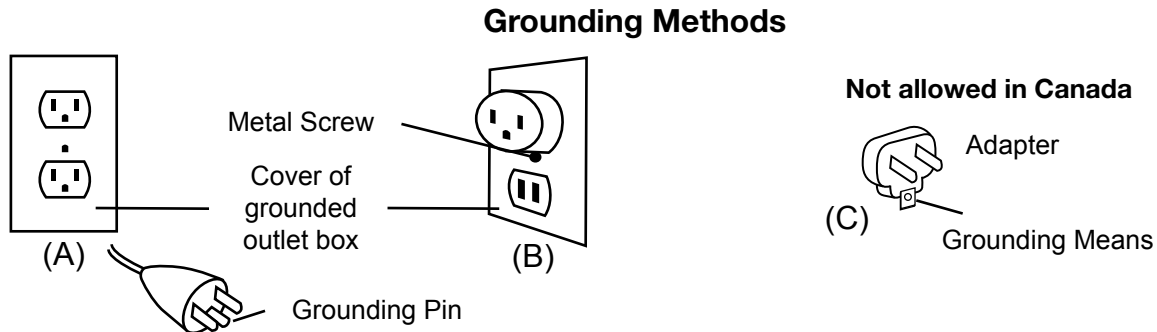 Grounding Methods
Metal Screw
Cover of
grounded
outlet box
(A)
Grounding Pin
(B)
Not allowed in Canada
Adapter
(C)
Grounding Means